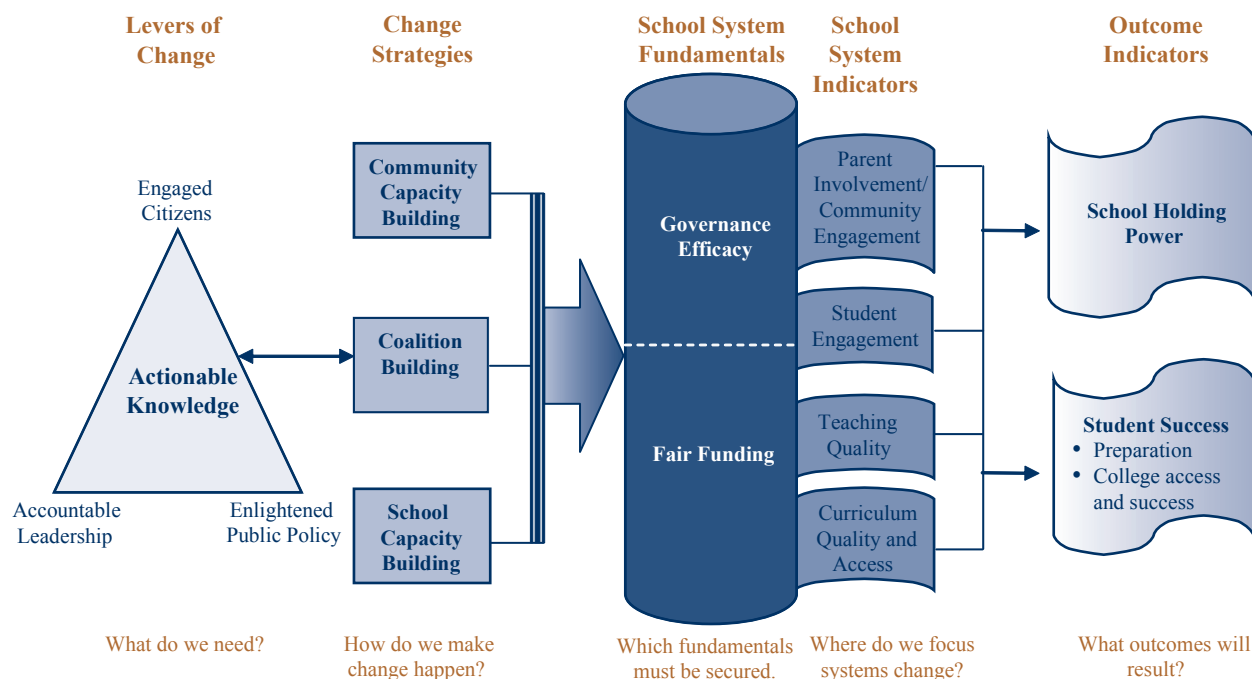 Levers of
Change
Change
Strategies
School System
Fundamentals
School
System
Indicators
Outcome
Indicators
Engaged
Citizens
Actionable
Knowledge
Accountable
Leadership
Enlightened
Public Policy
Community
Capacity
Building
Coalition
Building
School
Capacity
Building
Governance
Efficacy
Fair Funding
Parent
Involvement/
Community
Engagement
Student
Engagement
Teaching
Quality
Curriculum
Quality and
Access
School Holding
Power
Student Success
• Preparation
• College access
and success
What do we need?
How do we make
change happen?
Which fundamentals
must be secured.
Where do we focus
systems change?
What outcomes will
result?